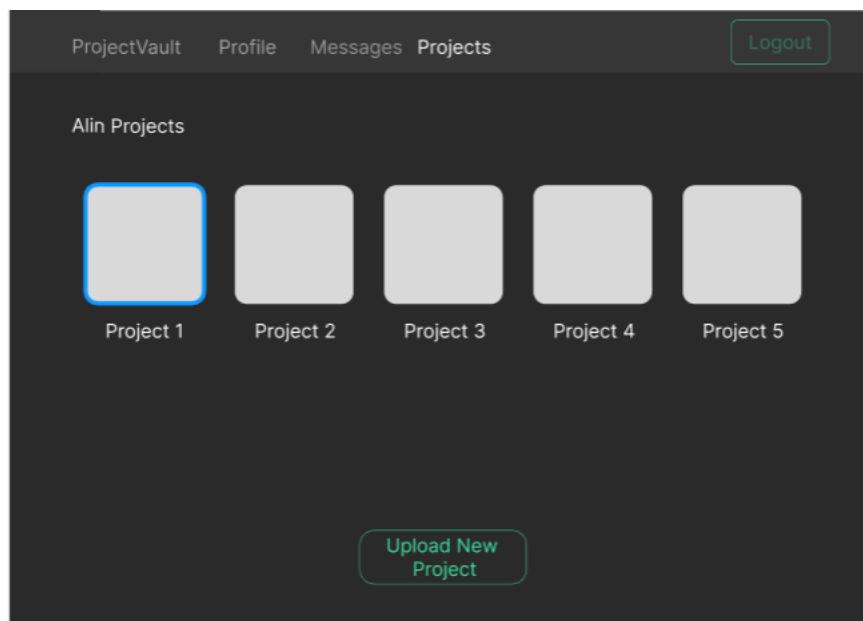 ProjectVault Profile Messages Projects Logout
Alin Projects
Project 1 Project 2 Project 3 Project 4 Project 5
Upload New
Project